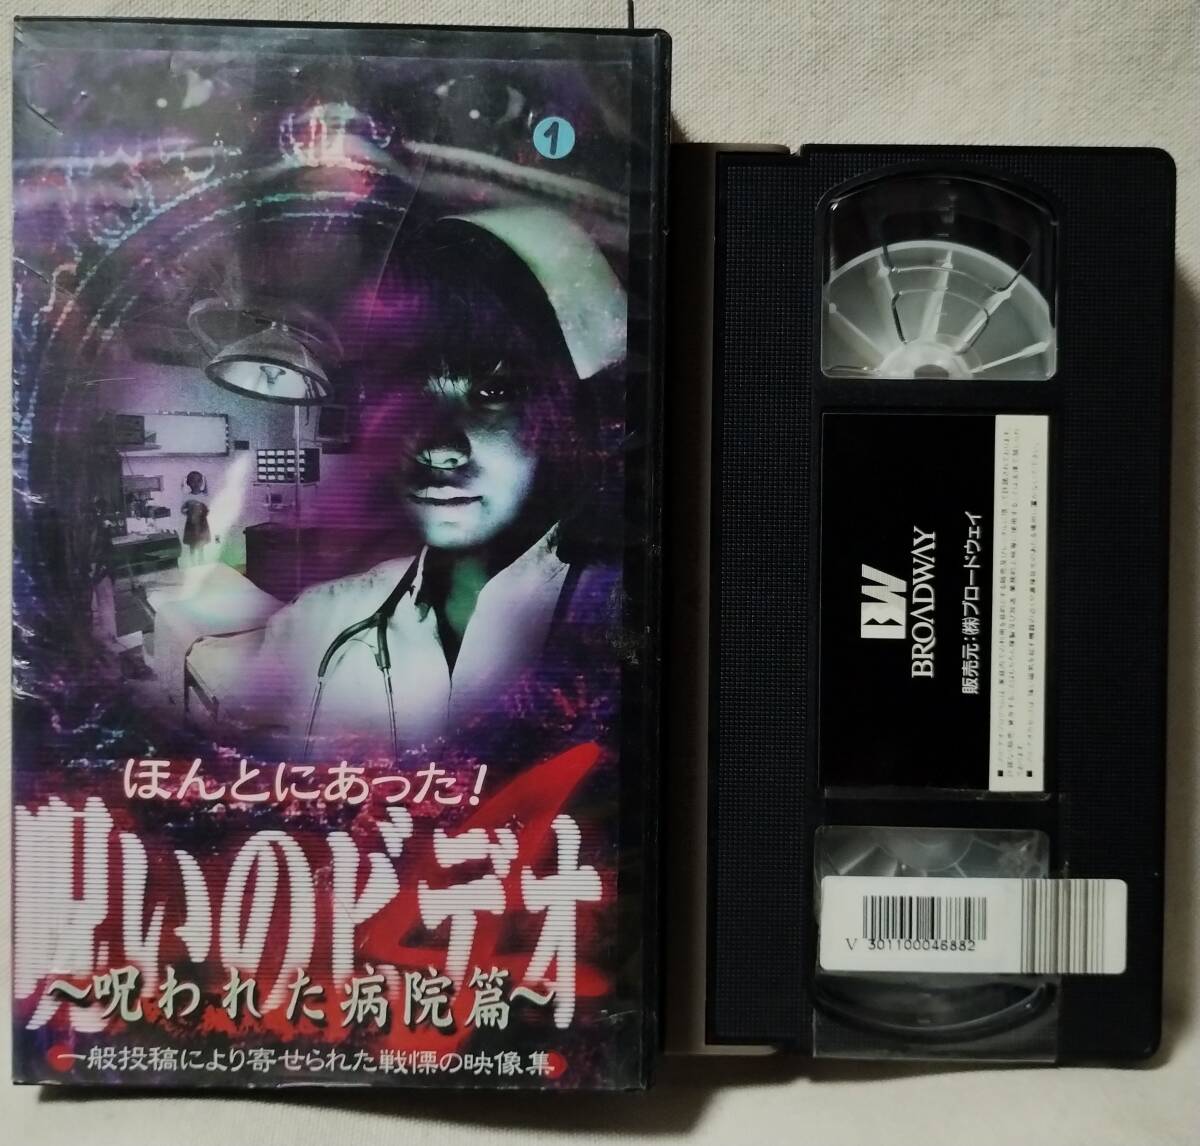 1
ほんとにあった!
呪いのビデオ
4
~呪われた病院篇~
一般投稿により寄せられた戦慄の映像集
BW
BROADWAY
販売元:(株)ブロードウェイ
V 301100046882